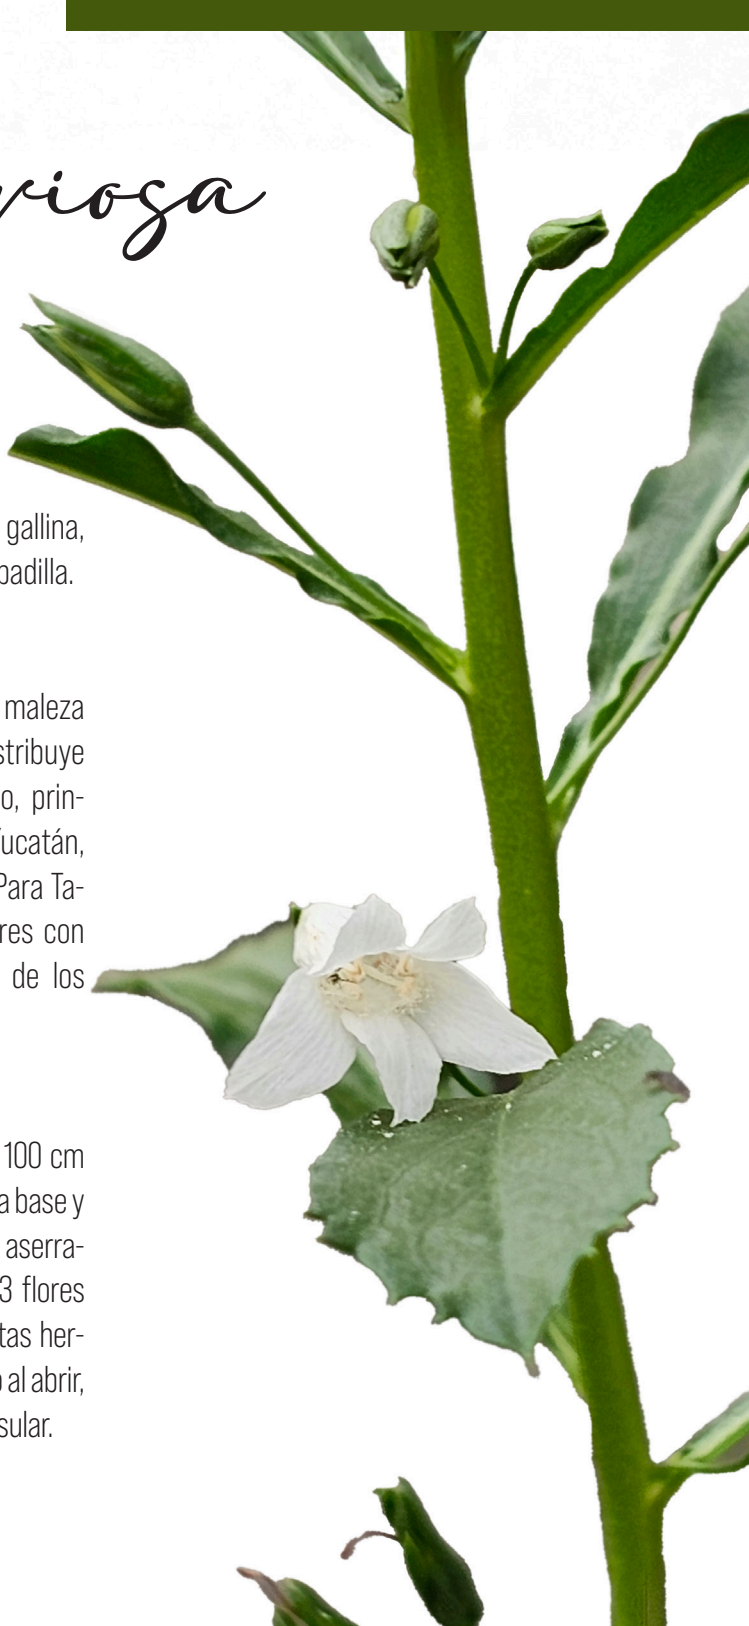 viosa
gallina,
padilla.
maleza
stribuye
o, prin-
Yucatán,
Para Ta-
res con
de los
100 cm
a base y
aserra-
3 flores
tas her-
o al abrir,
sular.